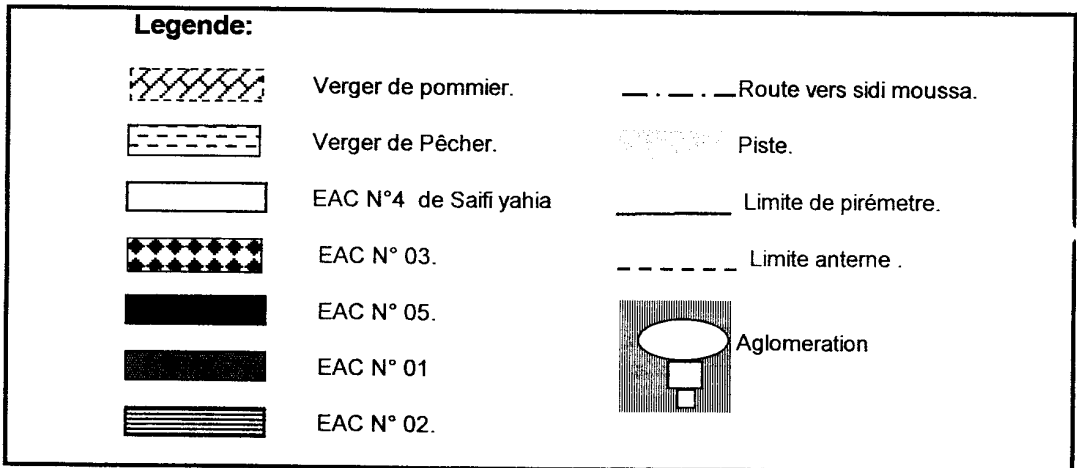 Legende:
Verger de pommier.
Verger de Pêcher.
EAC N°4 de Saifi yahia
EAC N° 03.
EAC N° 05.
EAC N° 01
EAC N° 02.
Route vers sidi moussa.
Piste.
Limite de pirémetre.
Limite anterne .
Aglomeration